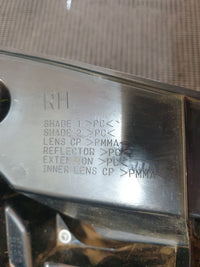 RH
SHADE 1 >PC<
SHADE 2 >PC<
LENS CP >PMMA<
REFLECTOR >PC<
EXTENSION >PC<
INNER LENS CP >PMMA<